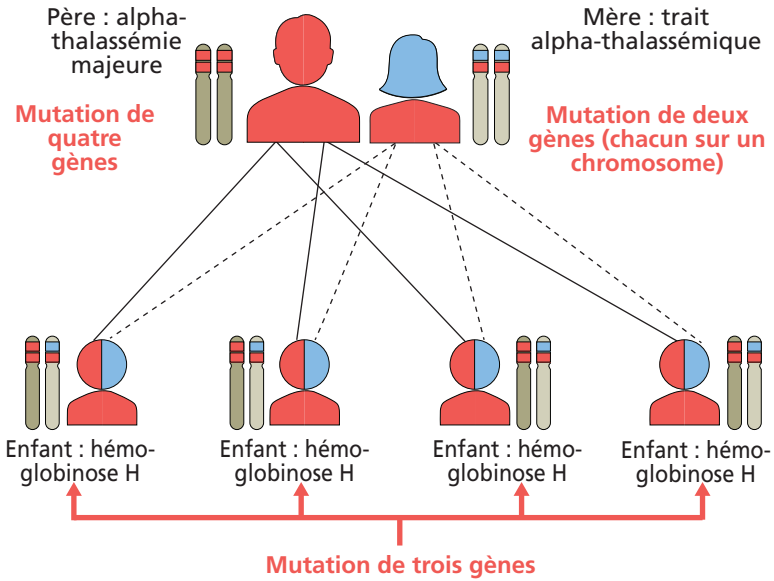 Père : alpha-
thalassémie
majeure
Mutation de
quatre
gènes
Mère : trait
alpha-thalassémique
Mutation de deux
gènes (chacun sur un
chromosome)
Enfant : hémo-
globinose H
Enfant : hémo-
globinose H
Enfant : hémo-
globinose H
Enfant : hémo-
globinose H
Mutation de trois gènes